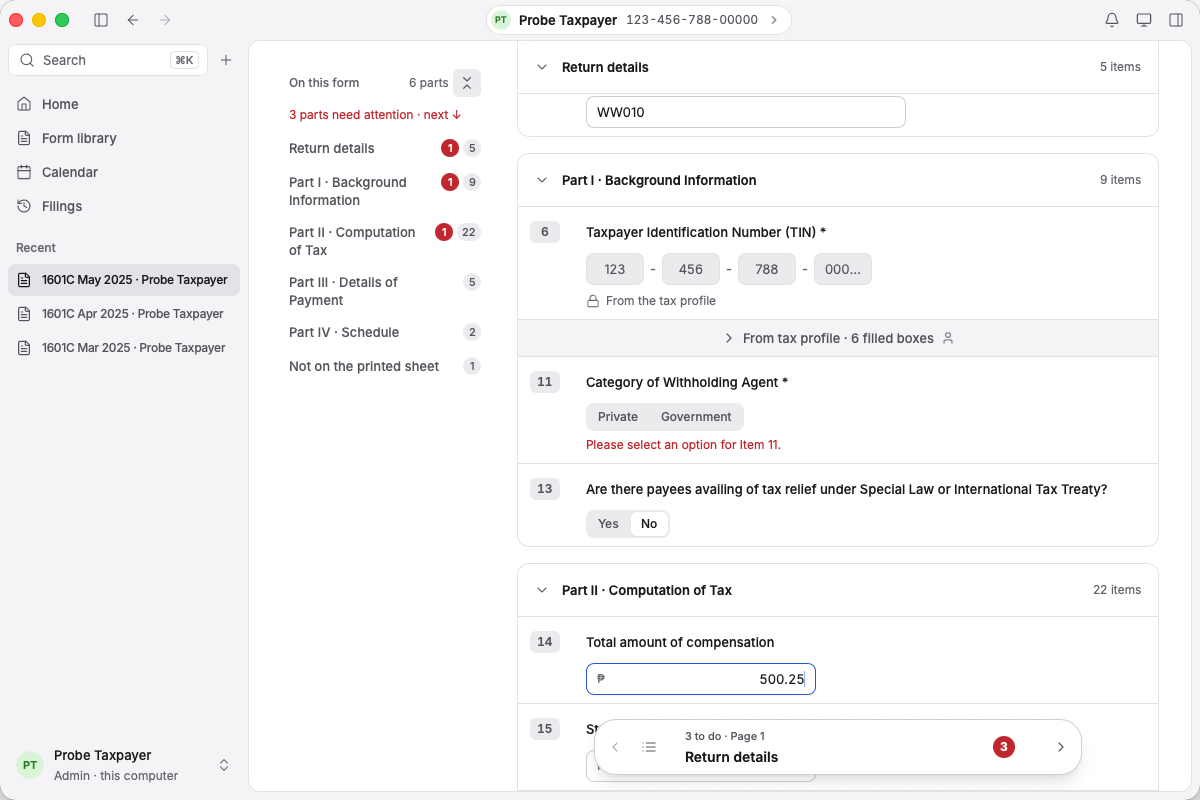 PT Probe Taxpayer 123-456-788-00000
Search ⌘K
Home
Form library
Calendar
Filings
Recent
1601C May 2025 · Probe Taxpayer
1601C Apr 2025 · Probe Taxpayer
1601C Mar 2025 · Probe Taxpayer
PT
Probe Taxpayer
Admin · this computer
On this form 6 parts
3 parts need attention · next ↓
Return details 1 5
Part I · Background 1 9
Information
Part II · Computation 1 22
of Tax
Part III · Details of 5
Payment
Part IV · Schedule 2
Not on the printed sheet 1
Return details 5 items
WW010
Part I · Background Information 9 items
6 Taxpayer Identification Number (TIN) *
123 - 456 - 788 - 000...
From the tax profile
From tax profile · 6 filled boxes
11 Category of Withholding Agent *
Private Government
Please select an option for Item 11.
13 Are there payees availing of tax relief under Special Law or International Tax Treaty?
Yes No
Part II · Computation of Tax 22 items
14 Total amount of compensation
₱ 500.25
15
3 to do · Page 1
Return details 3